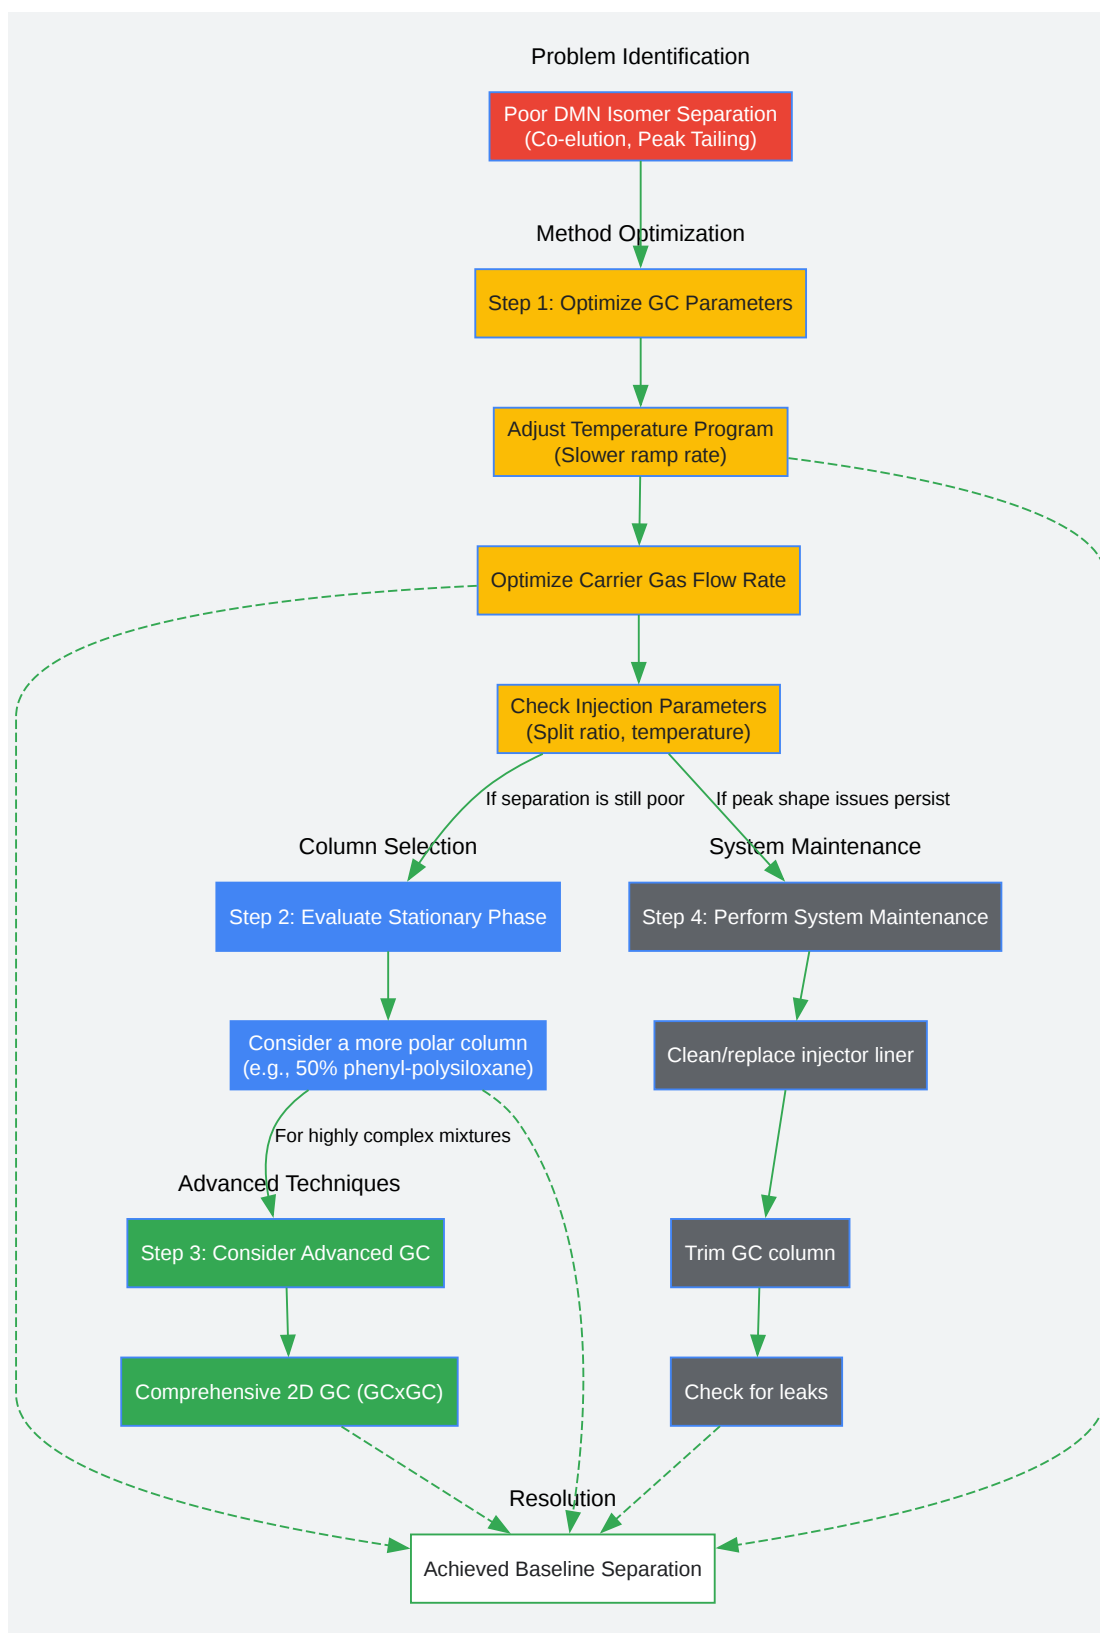 Problem Identification
Poor DMN Isomer Separation
(Co-elution, Peak Tailing)
Method Optimization
Step 1: Optimize GC Parameters
Adjust Temperature Program
(Slower ramp rate)
Optimize Carrier Gas Flow Rate
Check Injection Parameters
(Split ratio, temperature)
If separation is still poor
If peak shape issues persist
Column Selection
System Maintenance
Step 2: Evaluate Stationary Phase
Step 4: Perform System Maintenance
Consider a more polar column
(e.g., 50% phenyl-polysiloxane)
Clean/replace injector liner
For highly complex mixtures
Advanced Techniques
Step 3: Consider Advanced GC
Trim GC column
Comprehensive 2D GC (GCxGC)
Check for leaks
Resolution
Achieved Baseline Separation